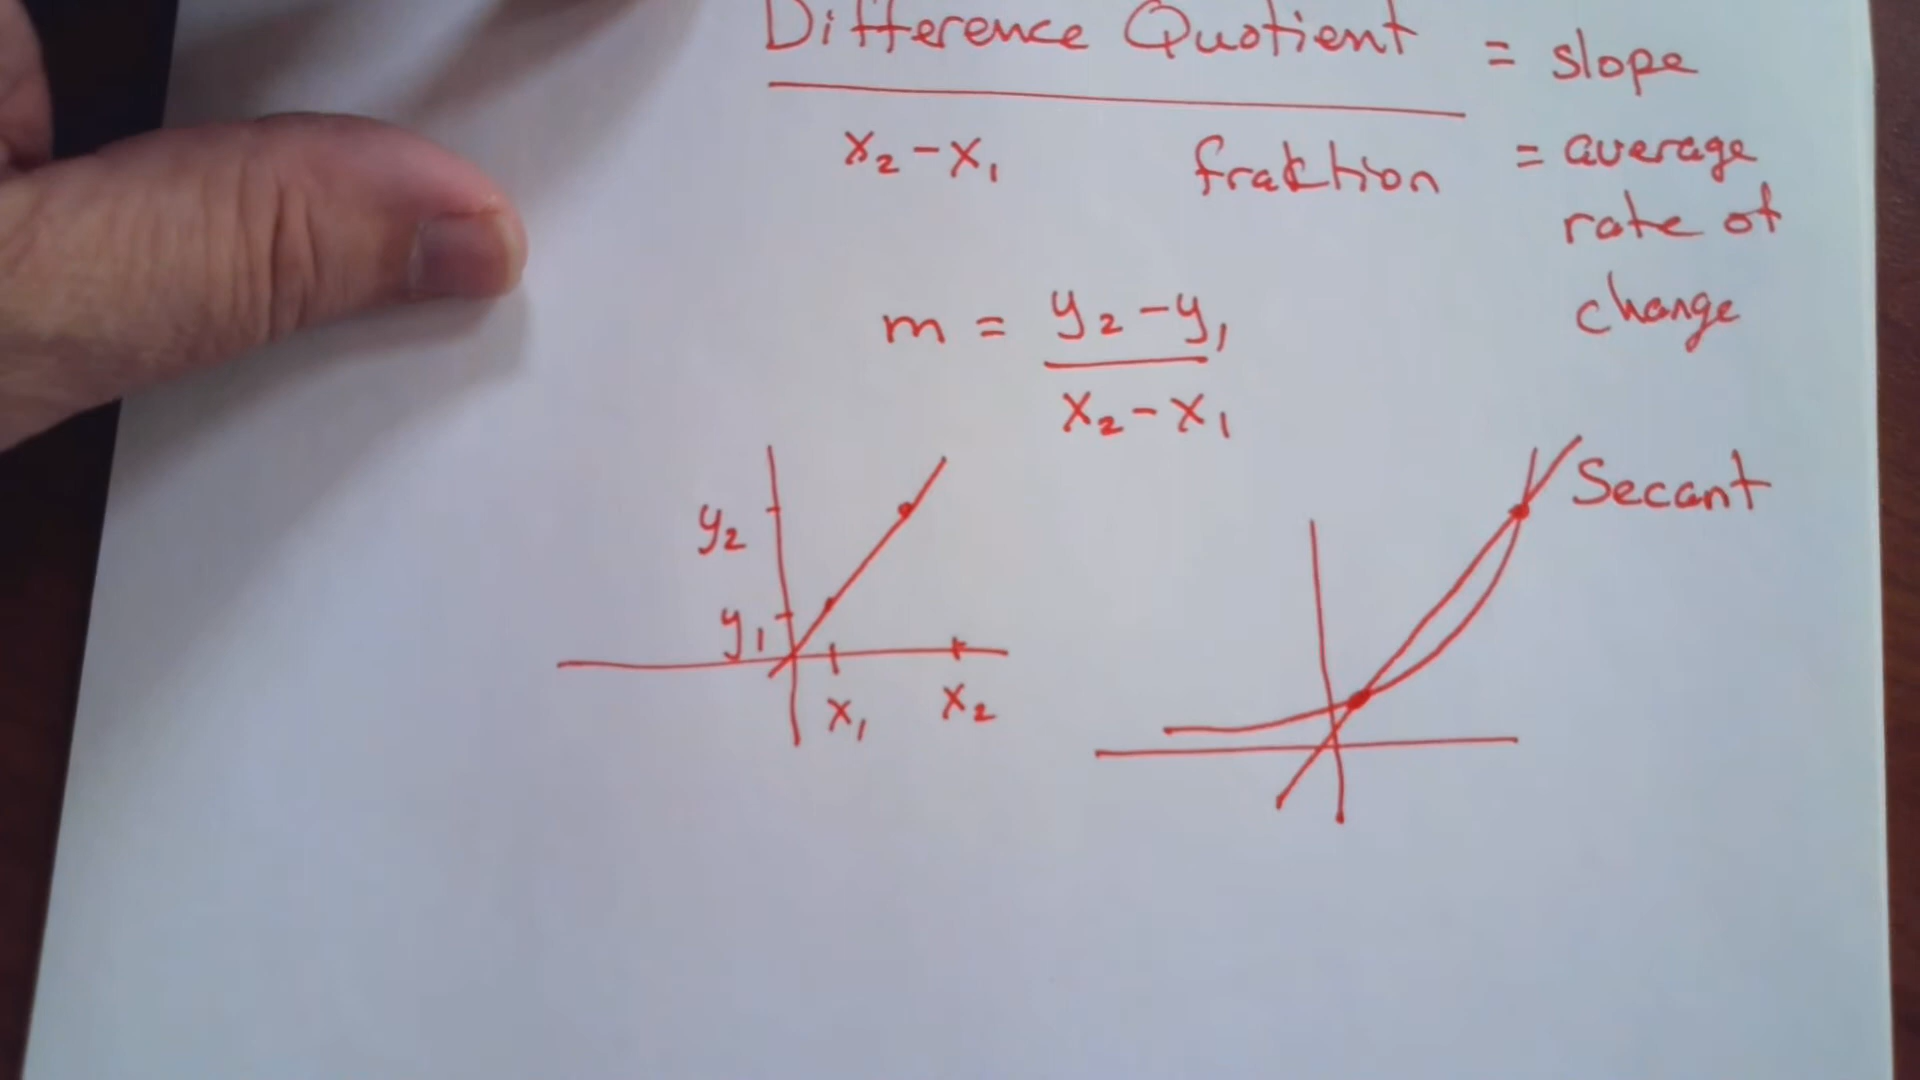 Difference Quotient = slope
x₂ - x₁ fraktion = average
rate of
change
m = y₂ - y₁
x₂ - x₁
Secant
y₂
y₁
x₁ x₂